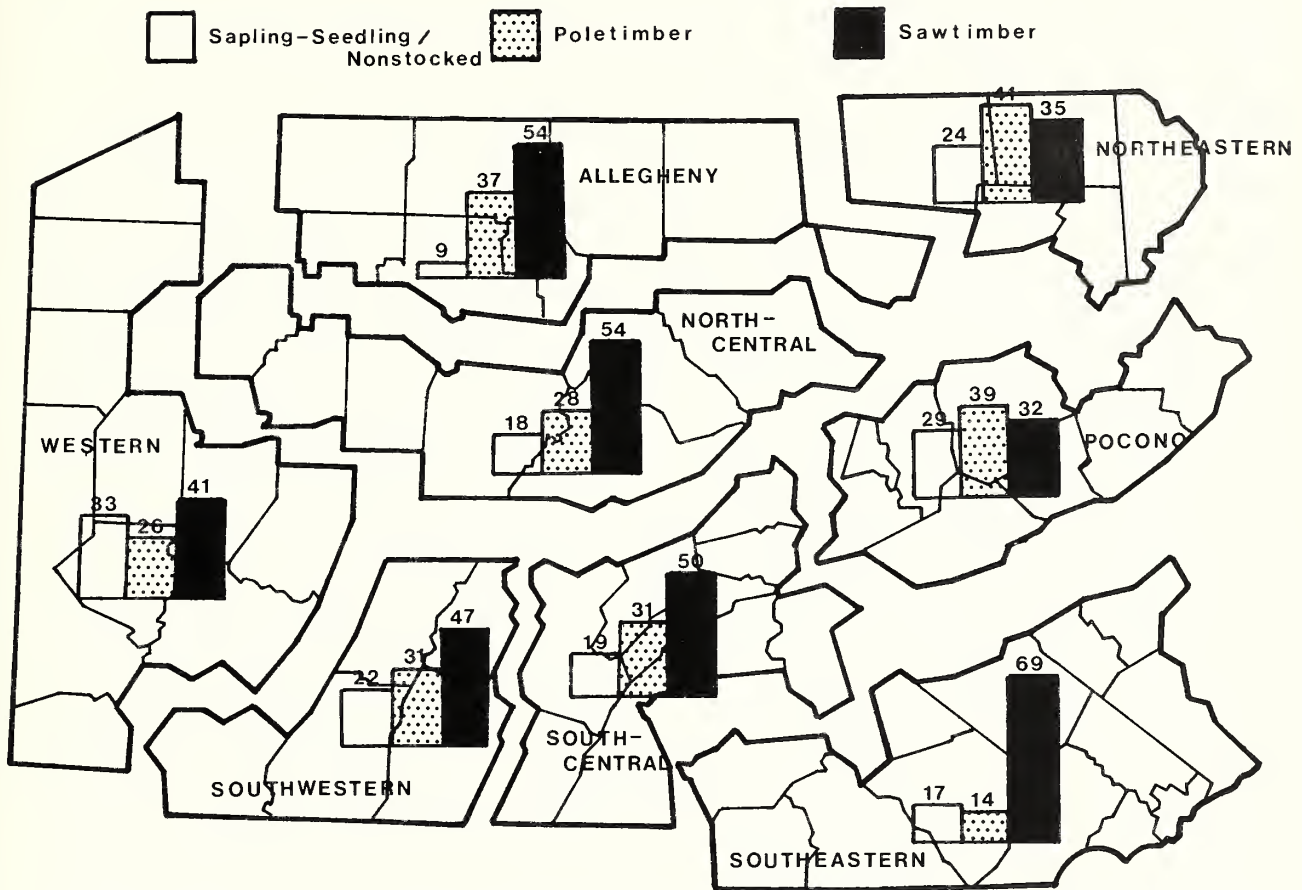 Sapling-Seedling/
Nonstocked
Poletimber
Sawtimber
9
37
54
ALLEGHENY
24
41
35
NORTHEASTERN
18
28
54
NORTH-
CENTRAL
29
39
32
POCONO
WESTERN
33
26
41
22
31
47
SOUTHWESTERN
19
31
50
SOUTH-
CENTRAL
17
14
69
SOUTHEASTERN